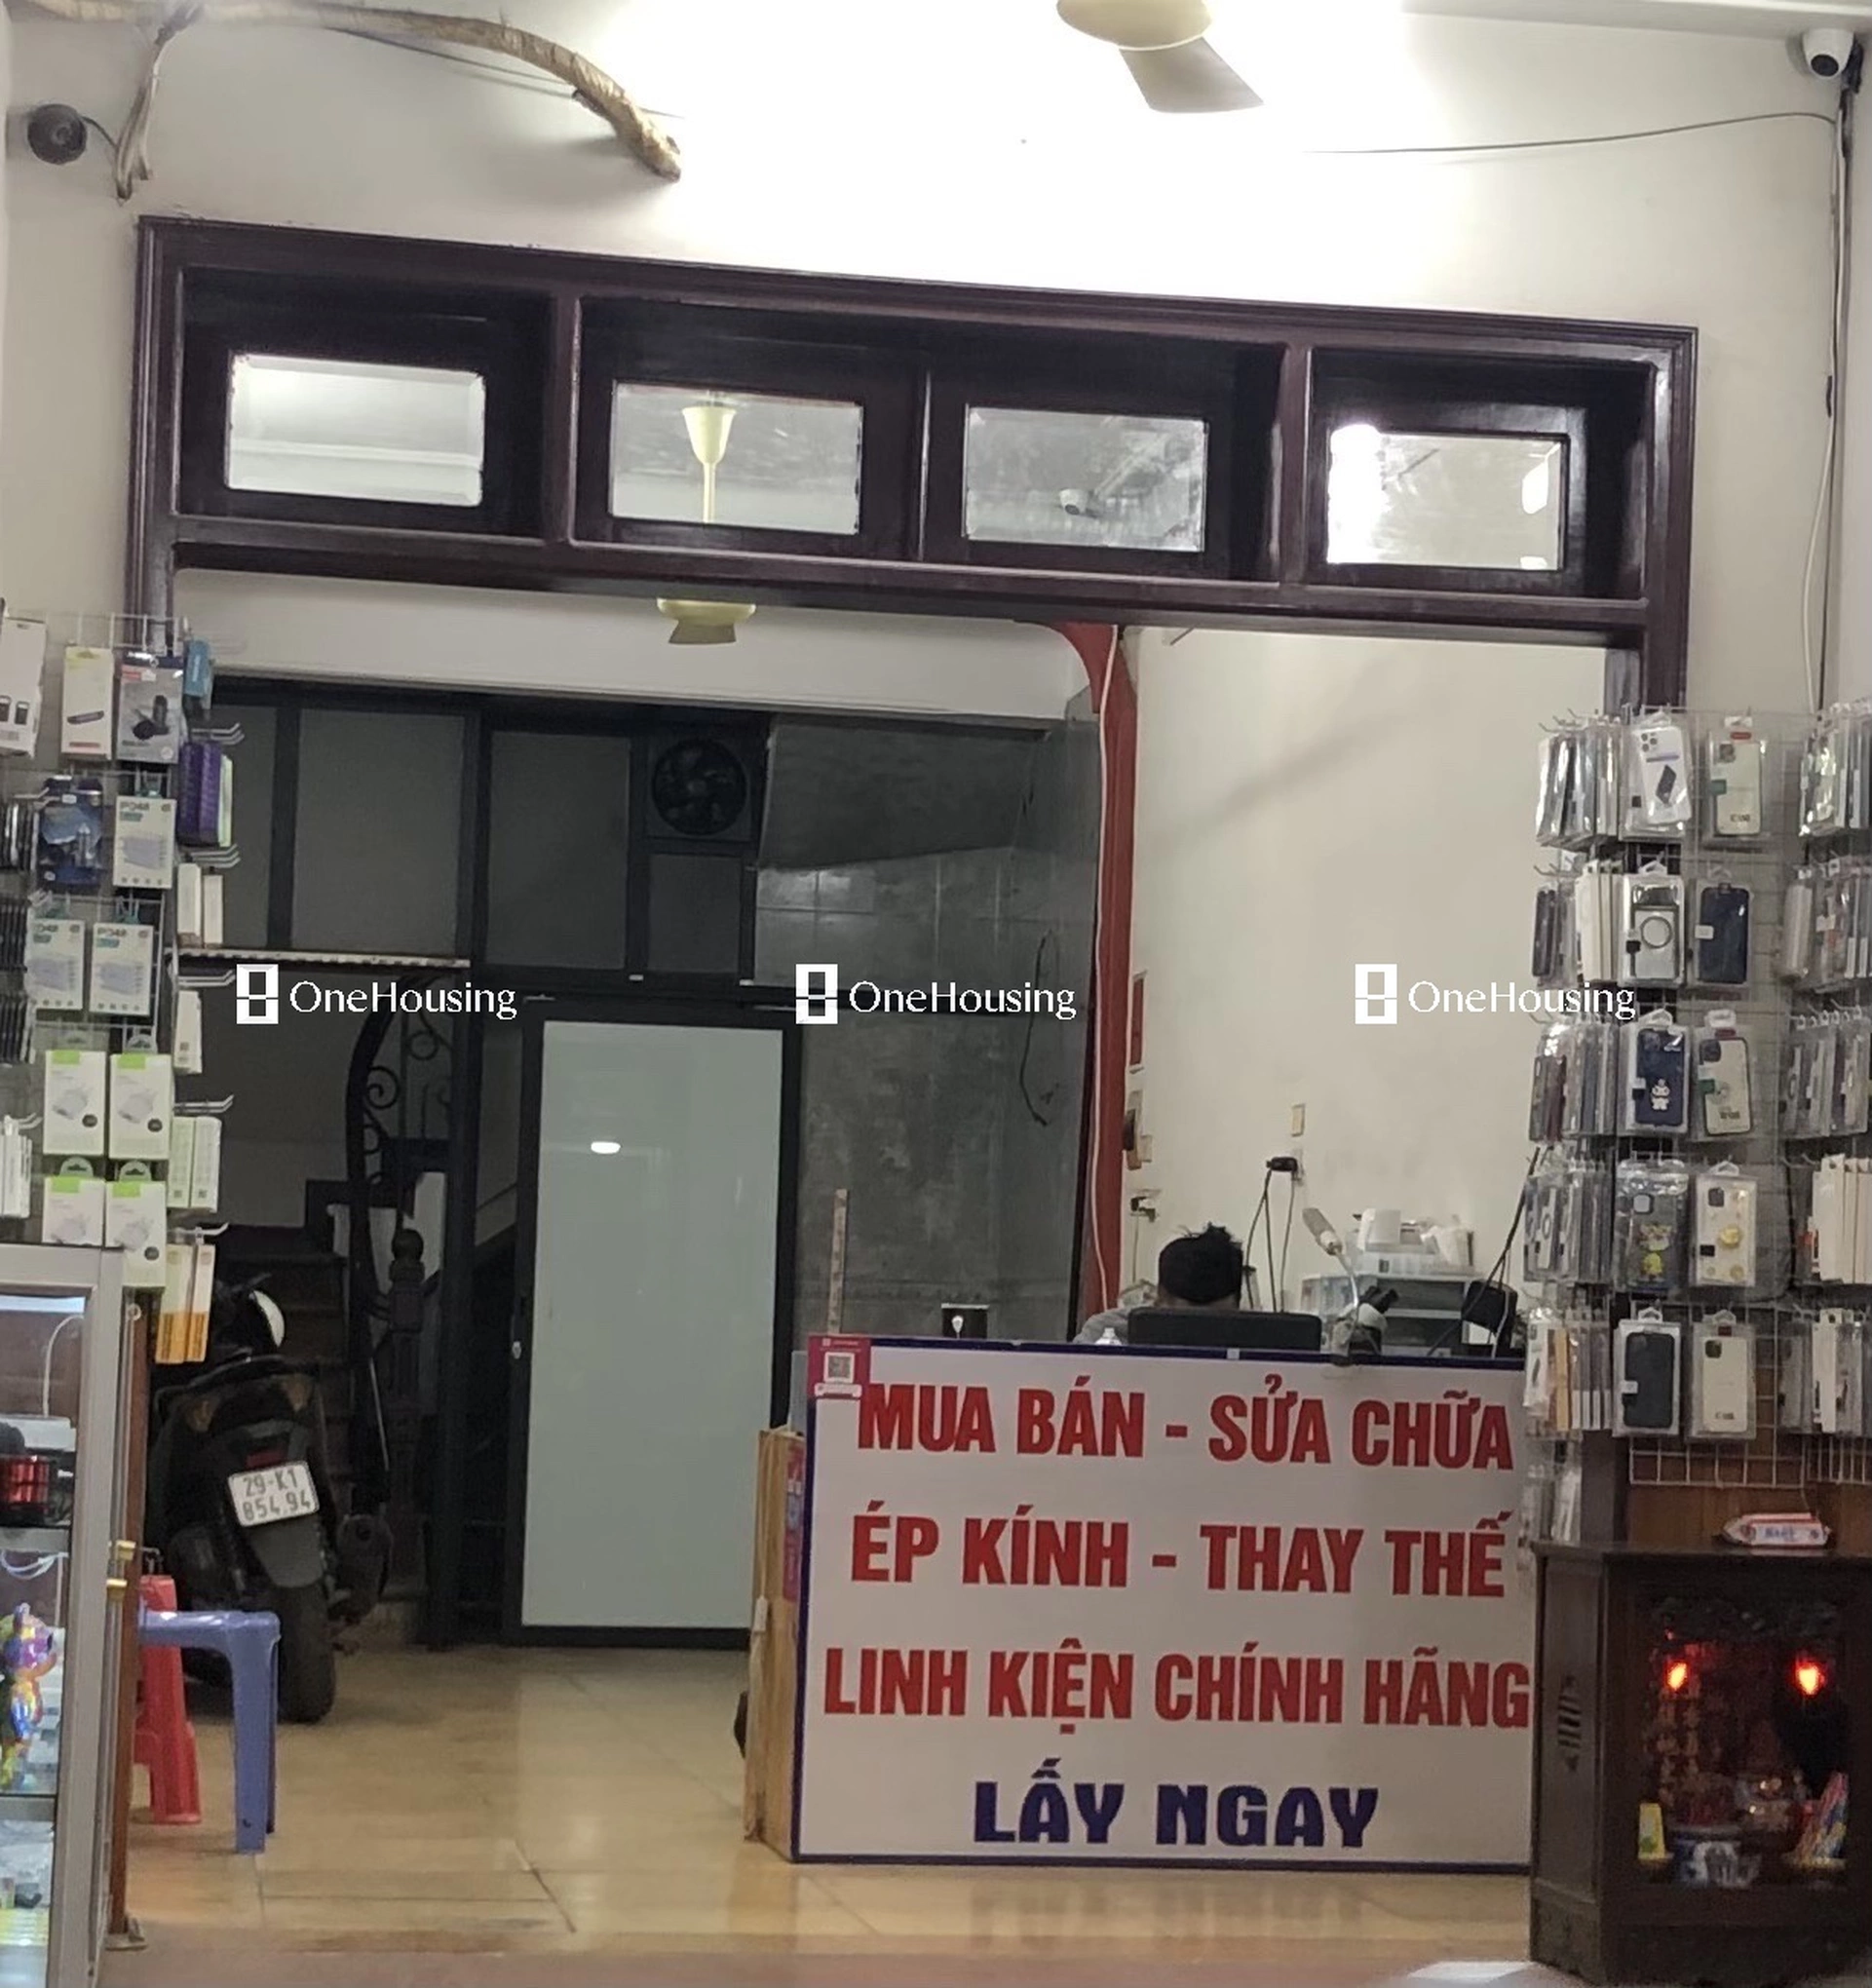 OneHousing OneHousing OneHousing
29-K1
854.94
MUA BÁN - SỬA CHỮA
ÉP KÍNH - THAY THẾ
LINH KIỆN CHÍNH HÃNG
LẤY NGAY